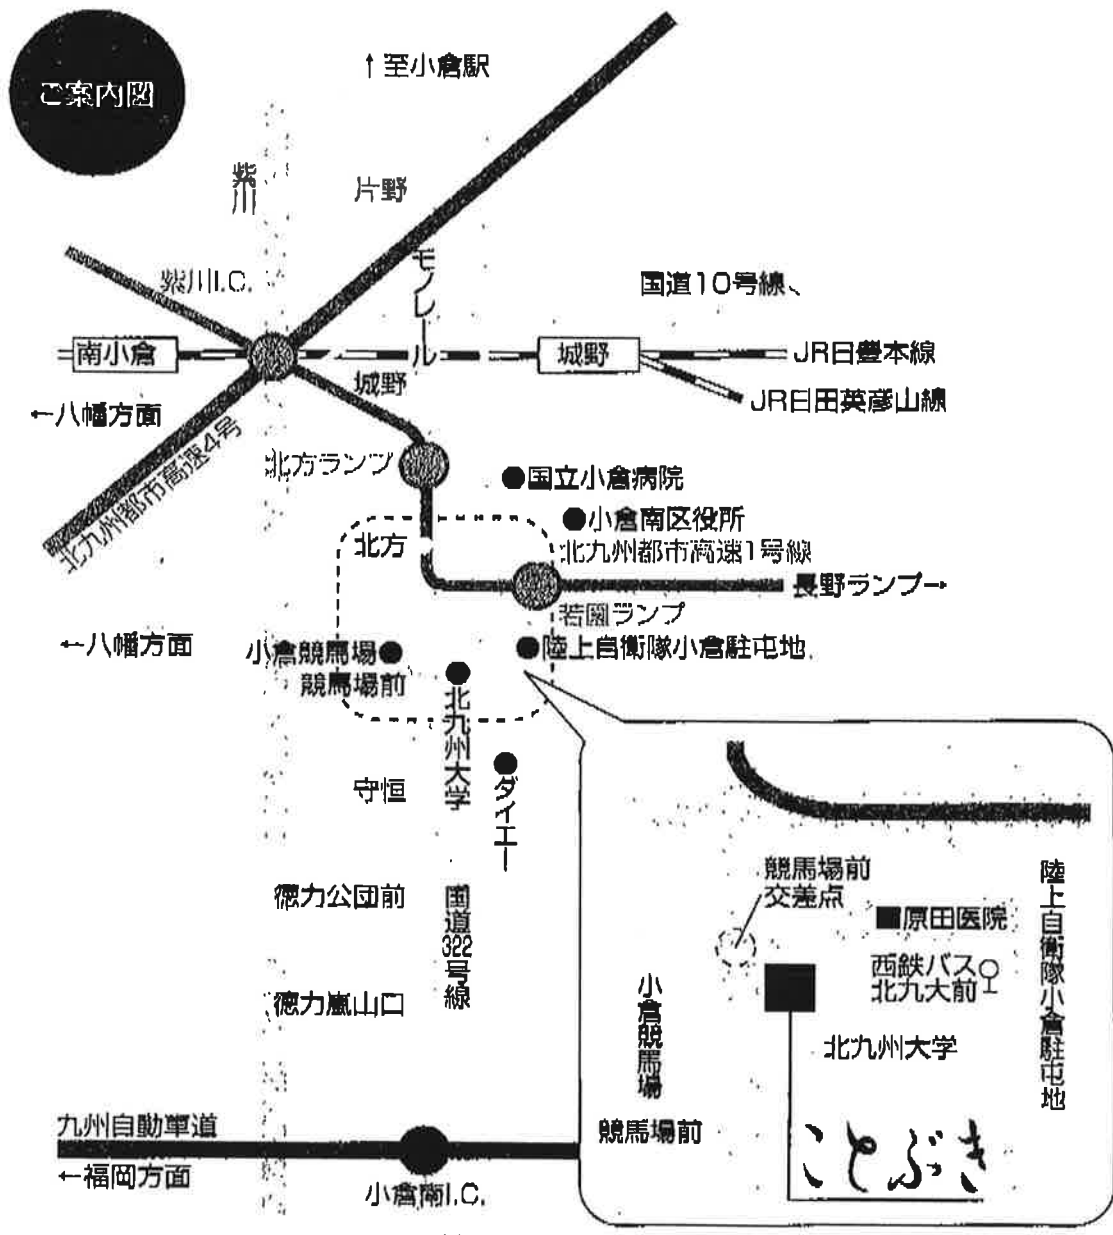 ご案内図
↑至小倉駅
紫川
片野
モノレール
紫川I.C.
国道10号線
南小倉
城野
JR日豊本線
城野
JR日田英彦山線
←八幡方面
北九州都市高速4号
北方ランプ
●国立小倉病院
●小倉南区役所
北方
北九州都市高速1号線
長野ランプ→
若園ランプ
←八幡方面
小倉競馬場●
競馬場前
●陸上自衛隊小倉駐屯地
●北九州大学
●ダイエー
守恒
徳力公団前
国道322号線
徳力嵐山口
九州自動車道
←福岡方面
小倉南I.C.
競馬場前
交差点
■原田医院
西鉄バス
北九大前
陸上自衛隊小倉駐屯地
小倉競馬場
北九州大学
競馬場前
ことぶき